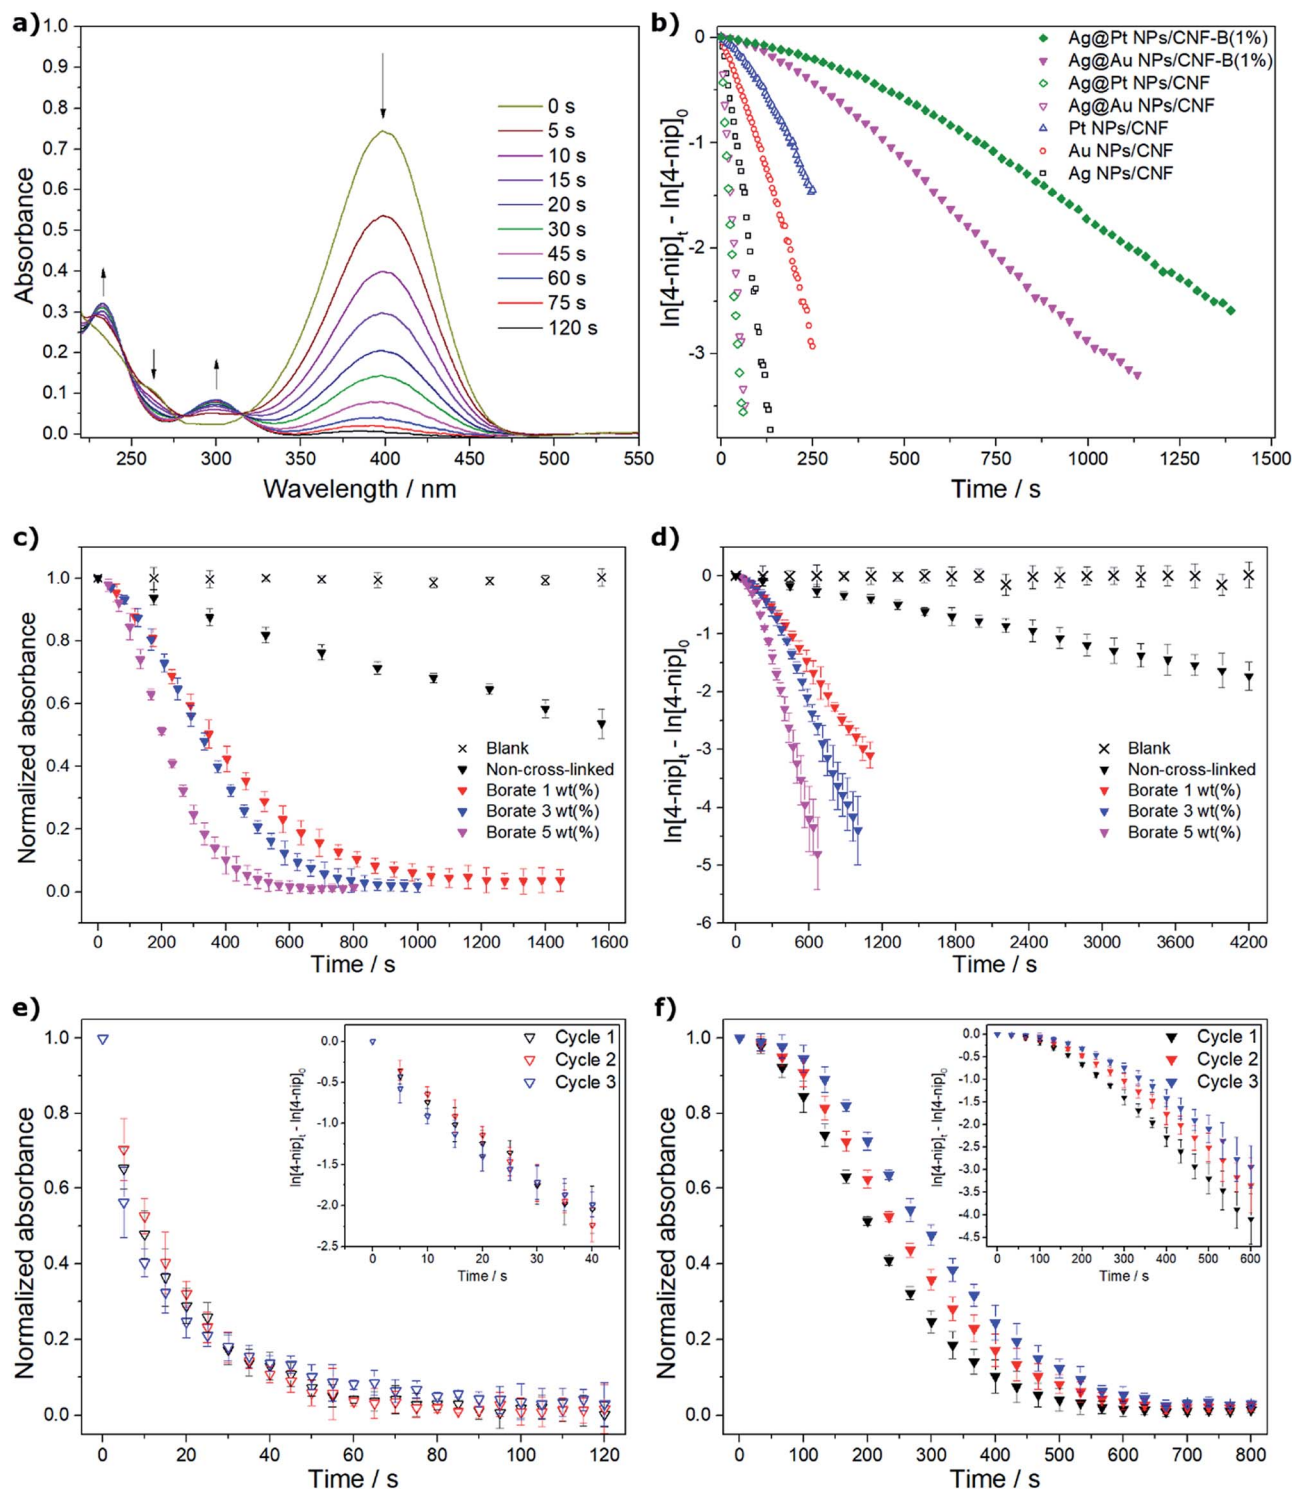 a)
1.0
0.9
0.8
0.7
0.6
0.5
0.4
0.3
0.2
0.1
0.0
Absorbance
0 s
5 s
10 s
15 s
20 s
30 s
45 s
60 s
75 s
120 s
250 300 350 400 450 500 550
Wavelength / nm
b)
0
-1
-2
-3
ln[4-nip]t - ln[4-nip]0
Ag@Pt NPs/CNF-B(1%)
Ag@Au NPs/CNF-B(1%)
Ag@Pt NPs/CNF
Ag@Au NPs/CNF
Pt NPs/CNF
Au NPs/CNF
Ag NPs/CNF
0 250 500 750 1000 1250 1500
Time / s
c)
1.0
0.8
0.6
0.4
0.2
0.0
Normalized absorbance
Blank
Non-cross-linked
Borate 1 wt(%)
Borate 3 wt(%)
Borate 5 wt(%)
0 200 400 600 800 1000 1200 1400 1600
Time / s
d)
0
-1
-2
-3
-4
-5
-6
ln[4-nip]t - ln[4-nip]0
Blank
Non-cross-linked
Borate 1 wt(%)
Borate 3 wt(%)
Borate 5 wt(%)
0 600 1200 1800 2400 3000 3600 4200
Time / s
e)
1.0
0.8
0.6
0.4
0.2
0.0
Normalized absorbance
Cycle 1
Cycle 2
Cycle 3
0.0
-0.5
-1.0
-1.5
-2.0
-2.5
ln[4-nip]t - ln[4-nip]0
0 10 20 30 40
Time / s
0 20 40 60 80 100 120
Time / s
f)
1.0
0.8
0.6
0.4
0.2
0.0
Normalized absorbance
Cycle 1
Cycle 2
Cycle 3
0.0
-0.5
-1.0
-1.5
-2.0
-2.5
-3.0
-3.5
-4.0
-4.5
ln[4-nip]t - ln[4-nip]0
0 100 200 300 400 500 600
Time / s
0 100 200 300 400 500 600 700 800
Time / s